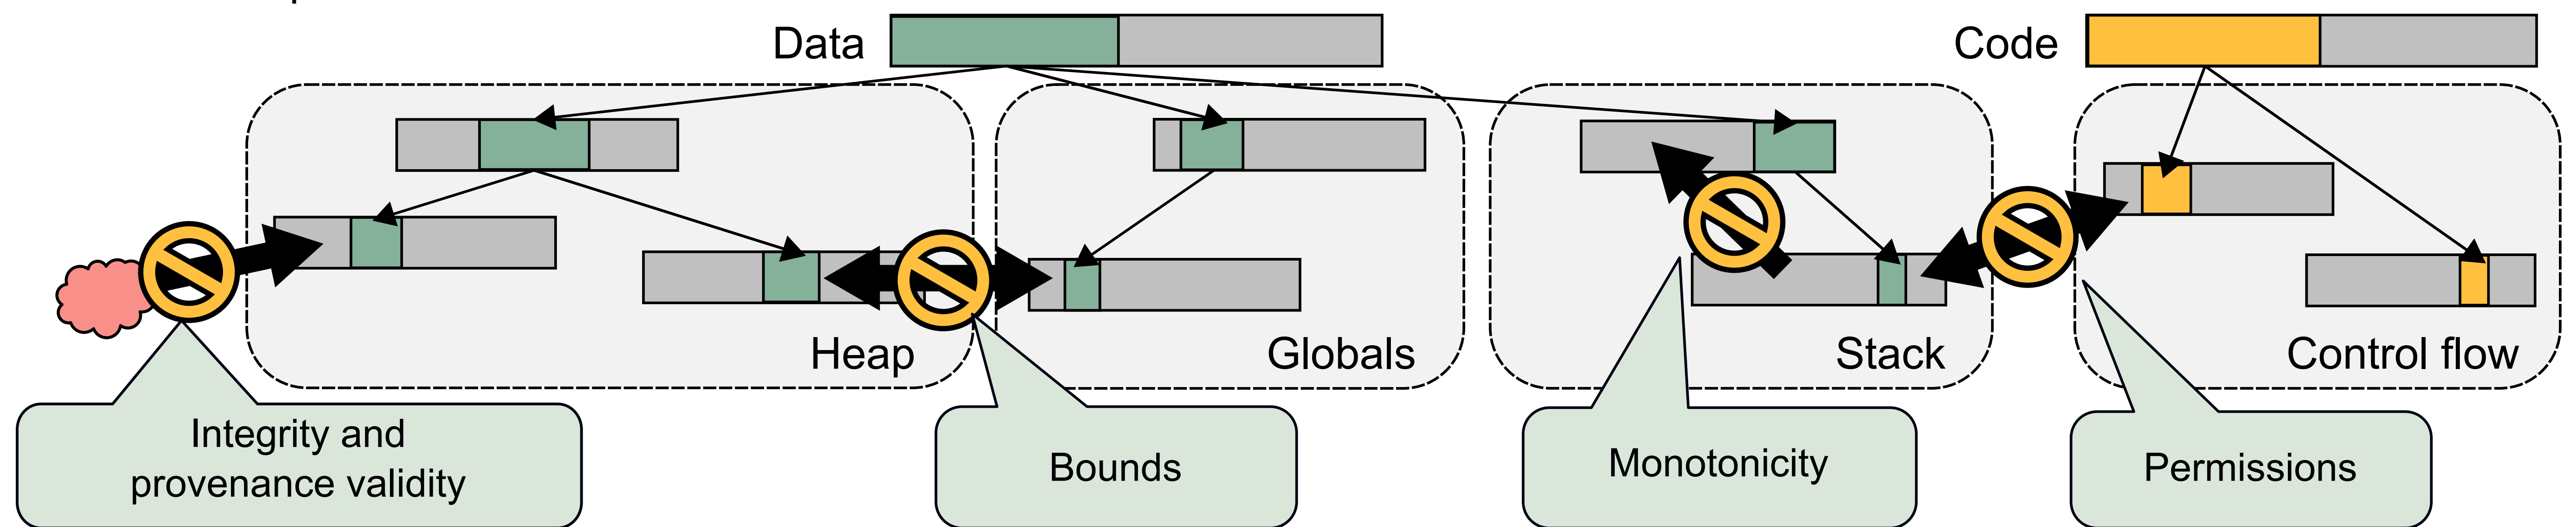 Data
Code
Heap
Globals
Stack
Control flow
Integrity and
provenance validity
Bounds
Monotonicity
Permissions